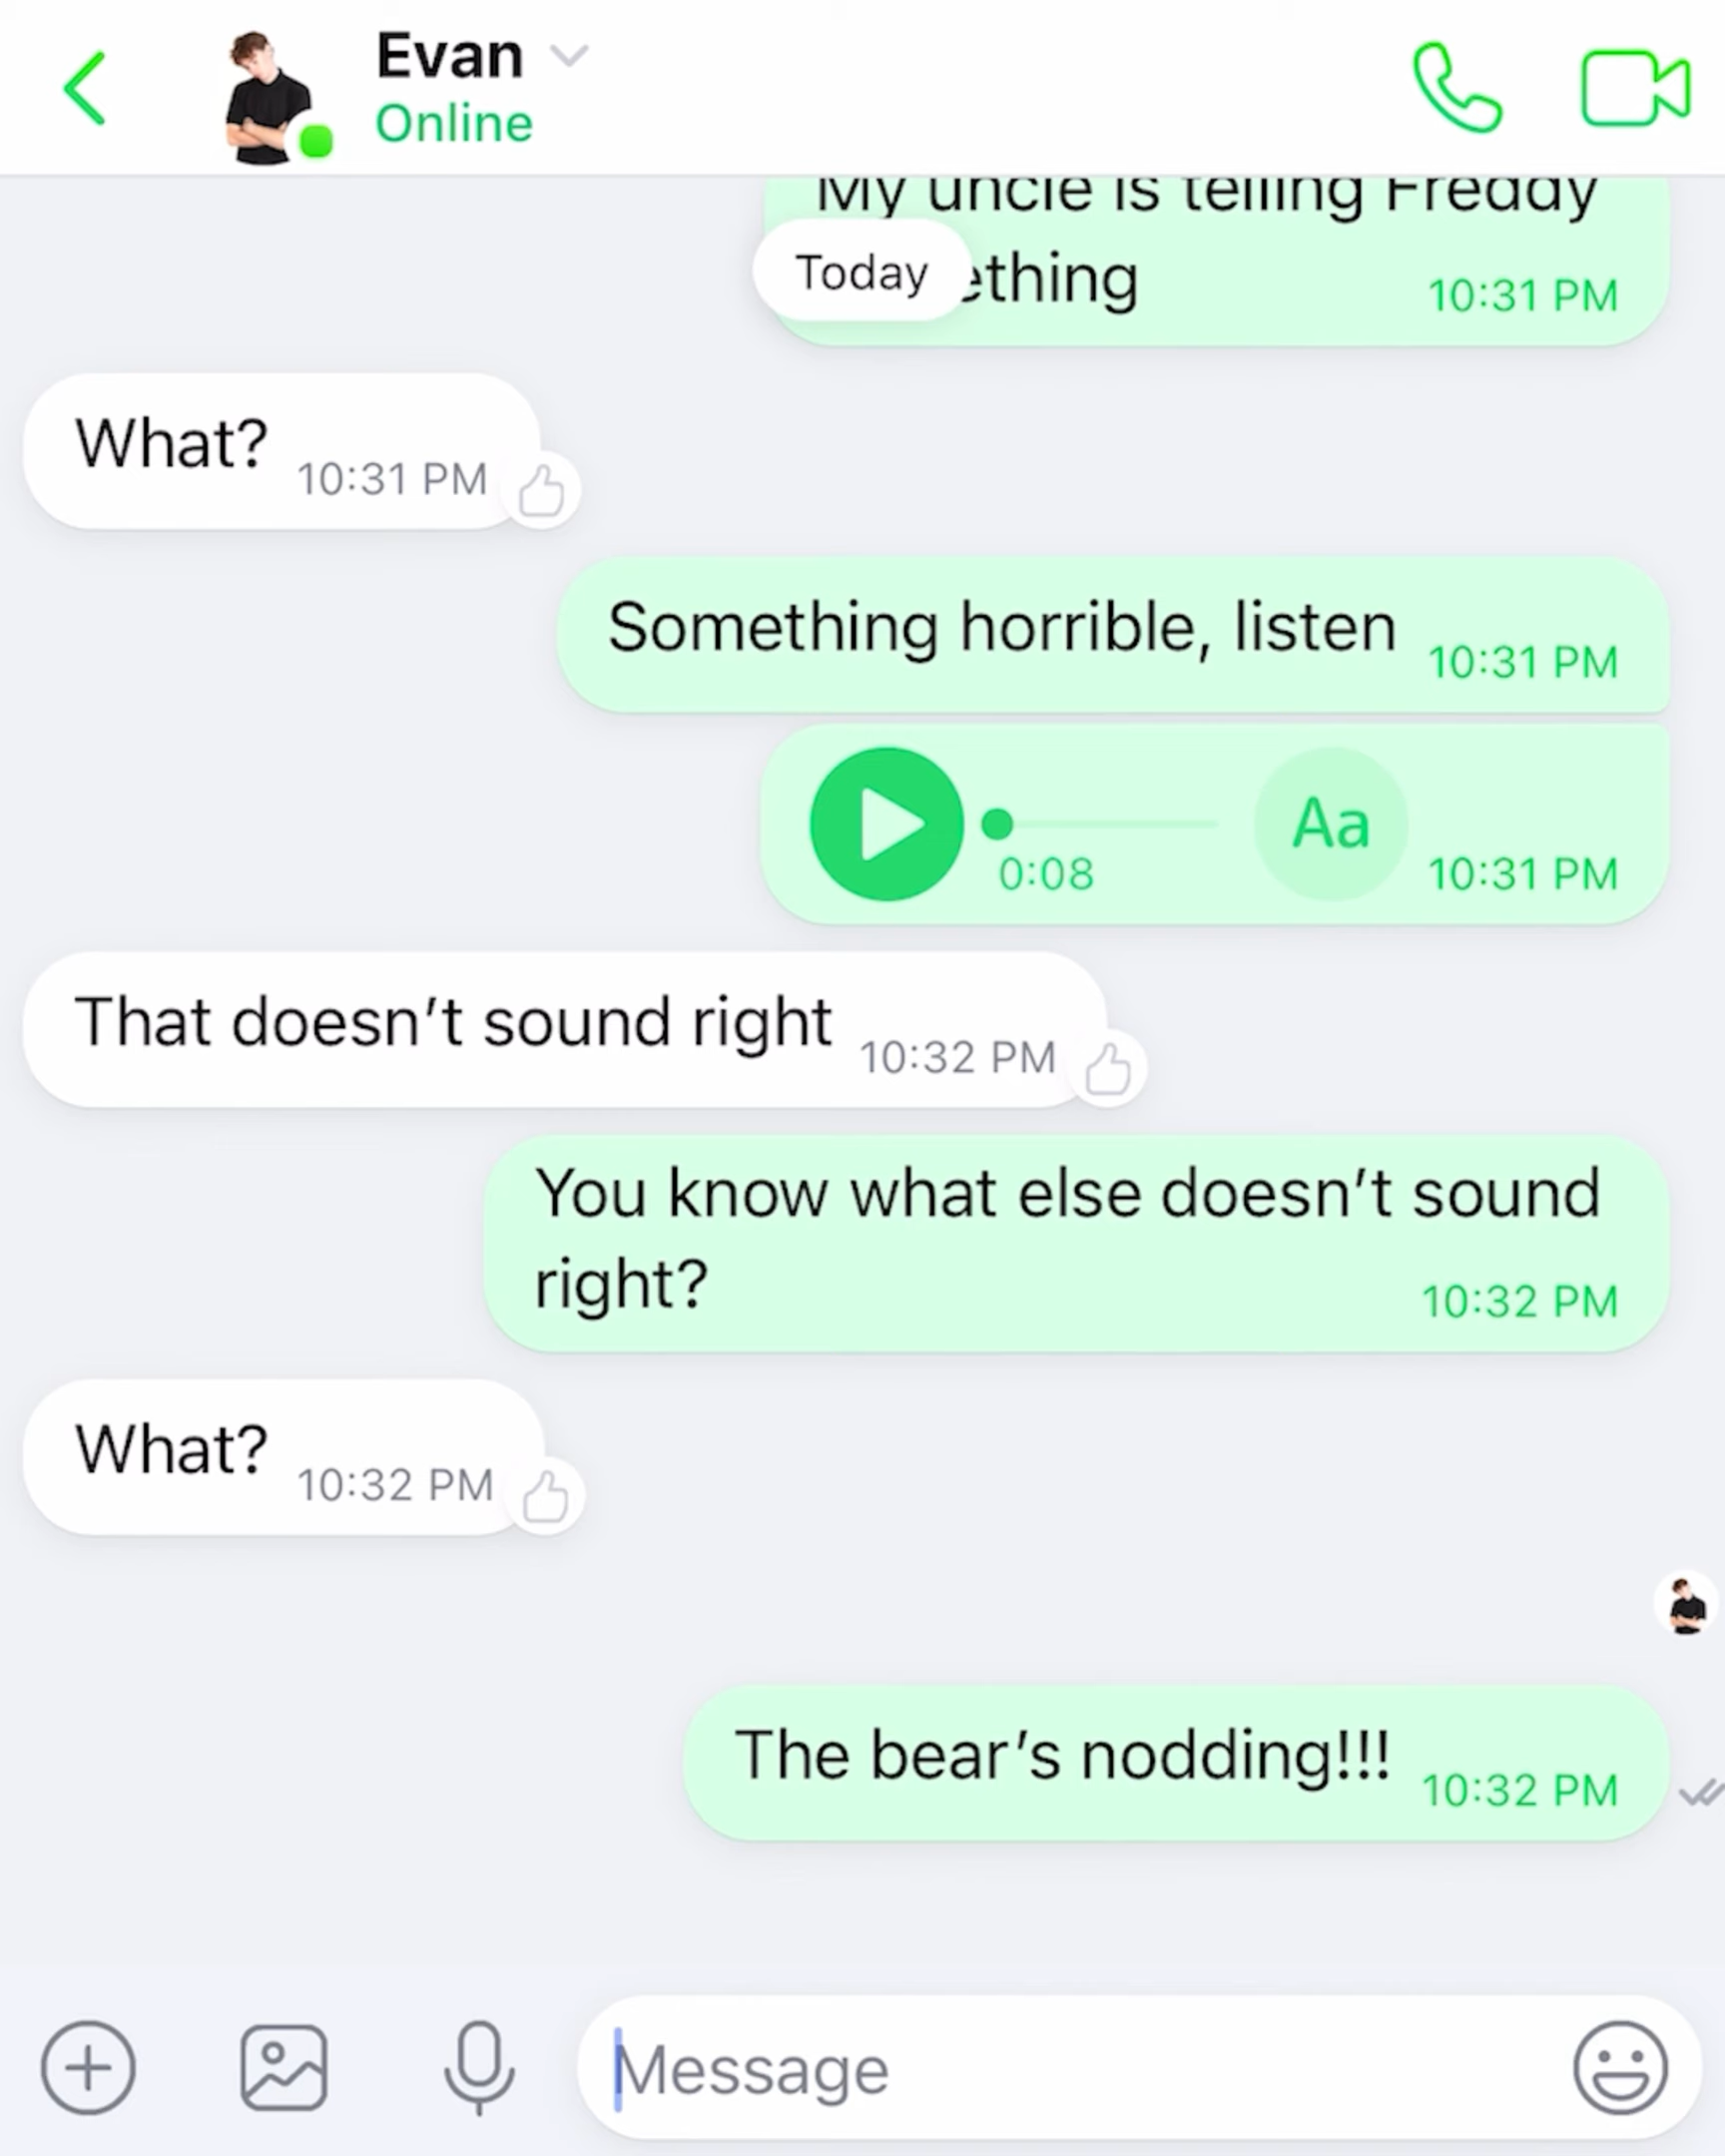 Evan
Online
My uncle is telling Freddy
Today
ething
10:31 PM
What?
10:31 PM
Something horrible, listen
10:31 PM
0:08
Aa
10:31 PM
That doesn’t sound right
10:32 PM
You know what else doesn’t sound
right?
10:32 PM
What?
10:32 PM
The bear’s nodding!!!
10:32 PM
Message